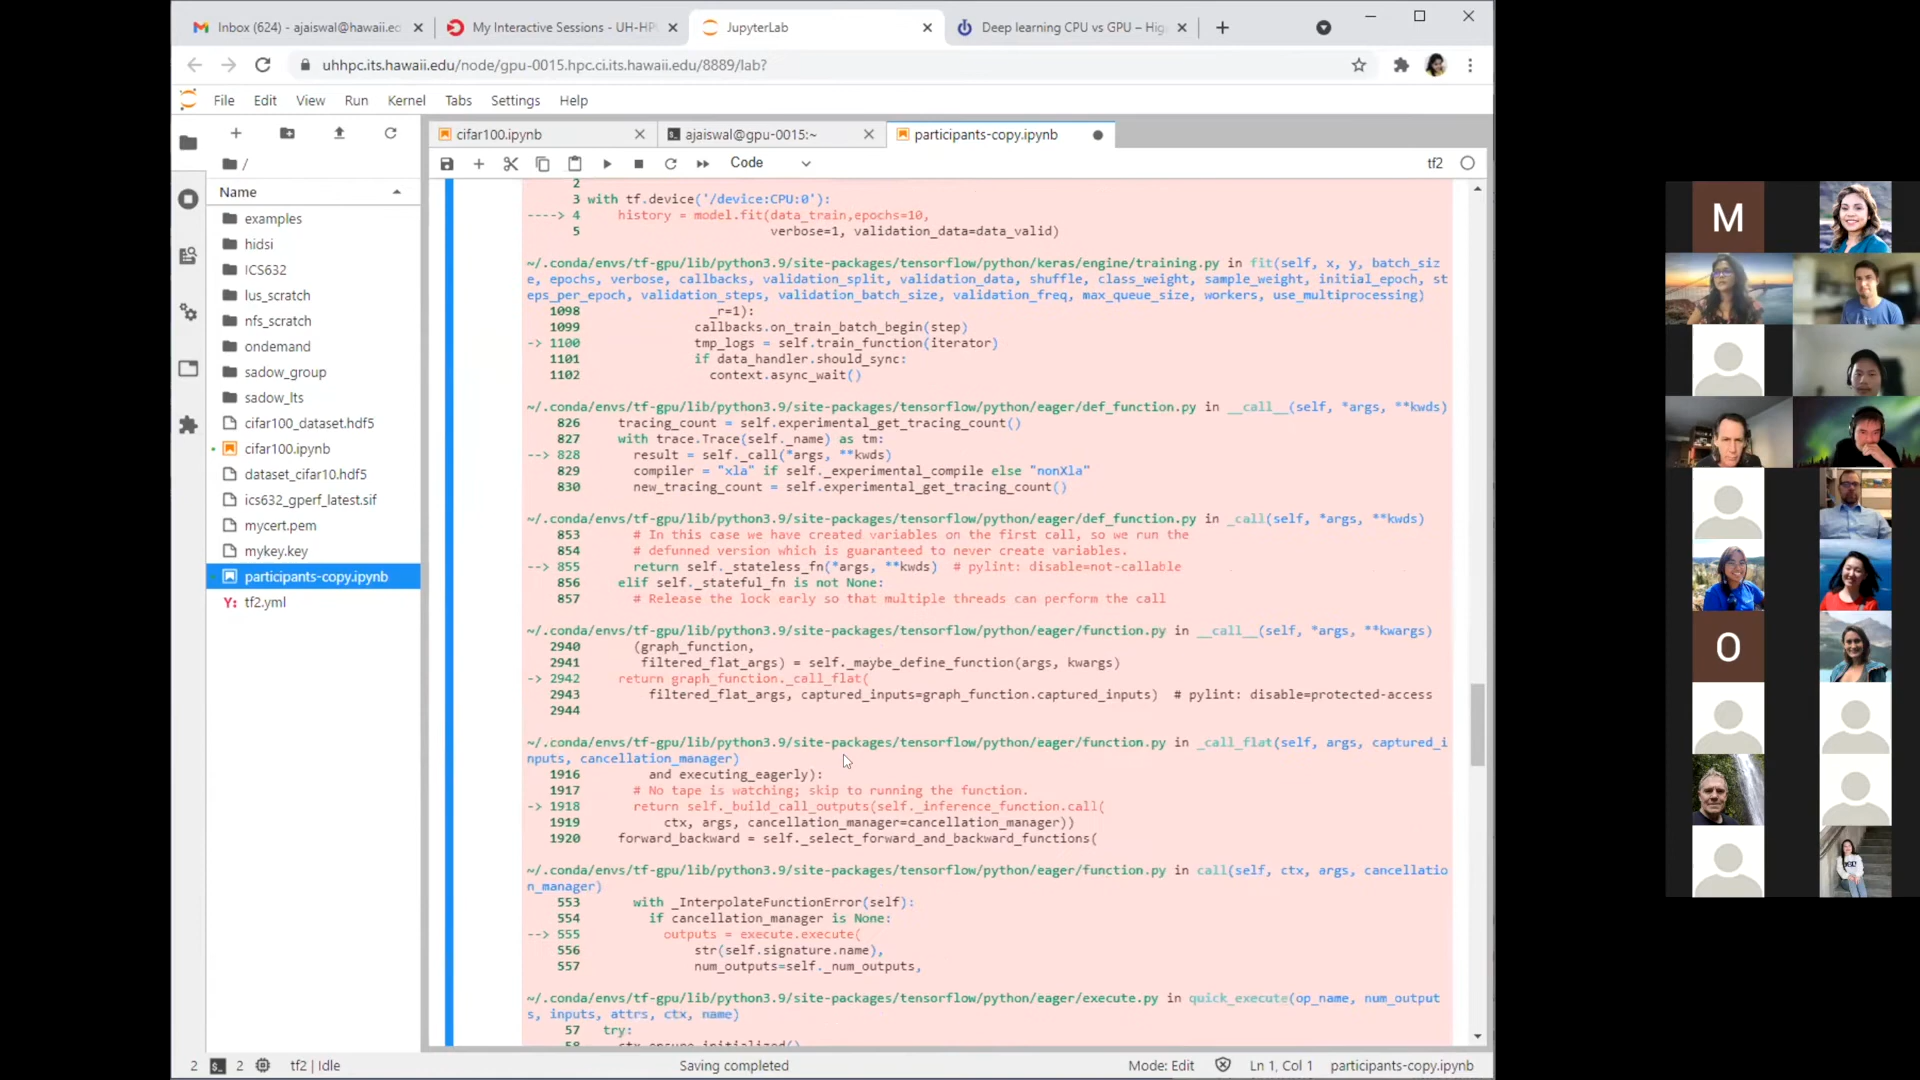 Inbox (624) - ajaiswal@hawaii.ed
My Interactive Sessions - UH-HP
JupyterLab
Deep learning CPU vs GPU – Hig
uhhpc.its.hawaii.edu/node/gpu-0015.hpc.ci.its.hawaii.edu/8889/lab?
File Edit View Run Kernel Tabs Settings Help
cifar100.ipynb
ajaiswal@gpu-0015:~
participants-copy.ipynb
/
Code
tf2
Name
examples
hidsi
ICS632
lus_scratch
nfs_scratch
ondemand
sadow_group
sadow_lts
cifar100_dataset.hdf5
cifar100.ipynb
dataset_cifar10.hdf5
ics632_gperf_latest.sif
mycert.pem
mykey.key
participants-copy.ipynb
Y: tf2.yml
2
3 with tf.device('/device:CPU:0'):
----> 4 history = model.fit(data_train,epochs=10,
5 verbose=1, validation_data=data_valid)
~/.conda/envs/tf-gpu/lib/python3.9/site-packages/tensorflow/python/keras/engine/training.py in fit(self, x, y, batch_siz
e, epochs, verbose, callbacks, validation_split, validation_data, shuffle, class_weight, sample_weight, initial_epoch, st
eps_per_epoch, validation_steps, validation_batch_size, validation_freq, max_queue_size, workers, use_multiprocessing)
1098 _r=1):
1099 callbacks.on_train_batch_begin(step)
-> 1100 tmp_logs = self.train_function(iterator)
1101 if data_handler.should_sync:
1102 context.async_wait()
~/.conda/envs/tf-gpu/lib/python3.9/site-packages/tensorflow/python/eager/def_function.py in __call__(self, *args, **kwds)
826 tracing_count = self.experimental_get_tracing_count()
827 with trace.Trace(self._name) as tm:
--> 828 result = self._call(*args, **kwds)
829 compiler = "xla" if self._experimental_compile else "nonXla"
830 new_tracing_count = self.experimental_get_tracing_count()
~/.conda/envs/tf-gpu/lib/python3.9/site-packages/tensorflow/python/eager/def_function.py in _call(self, *args, **kwds)
853 # In this case we have created variables on the first call, so we run the
854 # defunned version which is guaranteed to never create variables.
--> 855 return self._stateless_fn(*args, **kwds) # pylint: disable=not-callable
856 elif self._stateful_fn is not None:
857 # Release the lock early so that multiple threads can perform the call
~/.conda/envs/tf-gpu/lib/python3.9/site-packages/tensorflow/python/eager/function.py in __call__(self, *args, **kwargs)
2940 (graph_function,
2941 filtered_flat_args) = self._maybe_define_function(args, kwargs)
-> 2942 return graph_function._call_flat(
2943 filtered_flat_args, captured_inputs=graph_function.captured_inputs) # pylint: disable=protected-access
2944
~/.conda/envs/tf-gpu/lib/python3.9/site-packages/tensorflow/python/eager/function.py in _call_flat(self, args, captured_i
nputs, cancellation_manager)
1916 and executing_eagerly):
1917 # No tape is watching; skip to running the function.
-> 1918 return self._build_call_outputs(self._inference_function.call(
1919 ctx, args, cancellation_manager=cancellation_manager))
1920 forward_backward = self._select_forward_and_backward_functions(
~/.conda/envs/tf-gpu/lib/python3.9/site-packages/tensorflow/python/eager/function.py in call(self, ctx, args, cancellatio
n_manager)
553 with _InterpolateFunctionError(self):
554 if cancellation_manager is None:
--> 555 outputs = execute.execute(
556 str(self.signature.name),
557 num_outputs=self._num_outputs,
~/.conda/envs/tf-gpu/lib/python3.9/site-packages/tensorflow/python/eager/execute.py in quick_execute(op_name, num_output
s, inputs, attrs, ctx, name)
57 try:
58 ctx.ensure_initialized()
2 2 tf2 | Idle
Saving completed
Mode: Edit
Ln 1, Col 1
participants-copy.ipynb
M
O